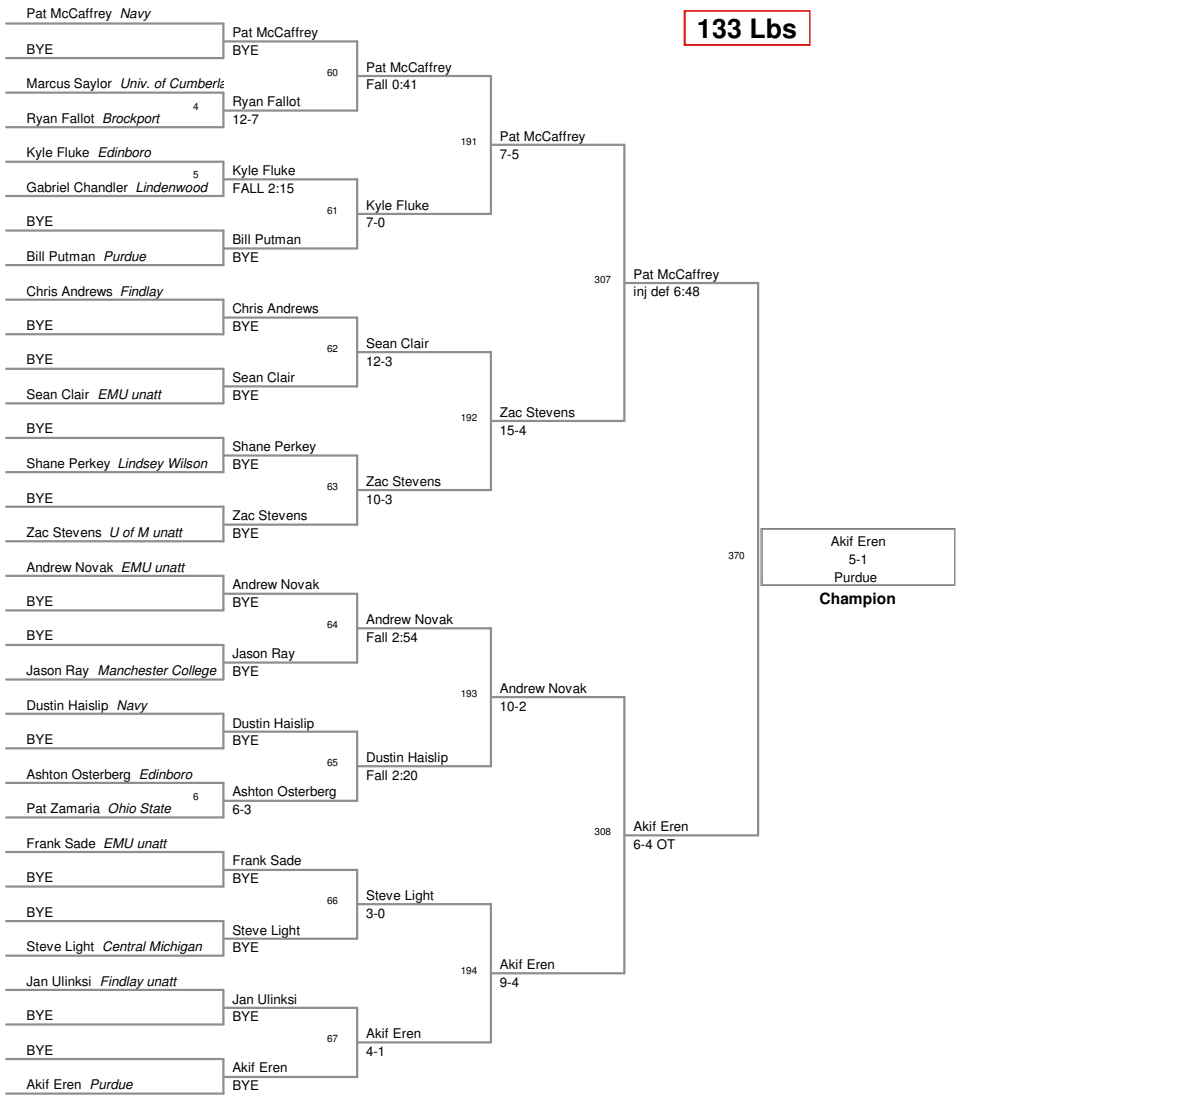 133 Lbs
Pat McCaffrey Navy
BYE
Marcus Saylor Univ. of Cumberla
4
Ryan Fallot Brockport
Kyle Fluke Edinboro
5
Gabriel Chandler Lindenwood
BYE
Bill Putman Purdue
Chris Andrews Findlay
BYE
BYE
Sean Clair EMU unatt
BYE
Shane Perkey Lindsey Wilson
BYE
Zac Stevens U of M unatt
Andrew Novak EMU unatt
BYE
BYE
Jason Ray Manchester College
Dustin Haislip Navy
BYE
Ashton Osterberg Edinboro
6
Pat Zamaria Ohio State
Frank Sade EMU unatt
BYE
BYE
Steve Light Central Michigan
Jan Ulinksi Findlay unatt
BYE
BYE
Akif Eren Purdue
Pat McCaffrey
BYE
60
Ryan Fallot
12-7
Kyle Fluke
FALL 2:15
61
Bill Putman
BYE
Chris Andrews
BYE
62
Sean Clair
BYE
Shane Perkey
BYE
63
Zac Stevens
BYE
Andrew Novak
BYE
64
Jason Ray
BYE
Dustin Haislip
BYE
65
Ashton Osterberg
6-3
Frank Sade
BYE
66
Steve Light
BYE
Jan Ulinksi
BYE
67
Akif Eren
BYE
Pat McCaffrey
Fall 0:41
191
Kyle Fluke
7-0
Sean Clair
12-3
192
Zac Stevens
10-3
Andrew Novak
Fall 2:54
193
Dustin Haislip
Fall 2:20
Steve Light
3-0
194
Akif Eren
4-1
Pat McCaffrey
7-5
307
Zac Stevens
15-4
Andrew Novak
10-2
308
Akif Eren
9-4
Pat McCaffrey
inj def 6:48
370
Akif Eren
6-4 OT
Akif Eren
5-1
Purdue
Champion